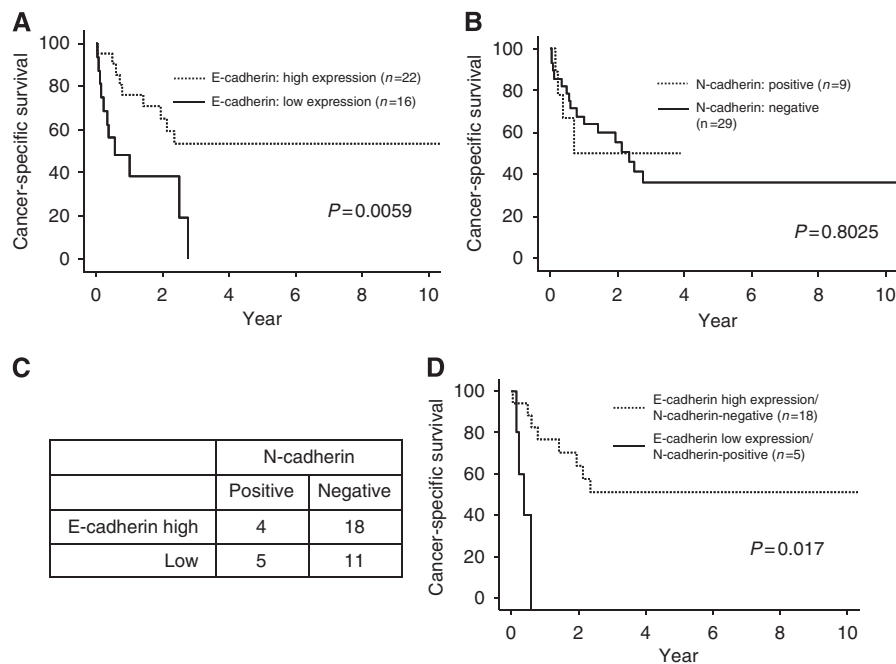 A
Cancer-specific survival
100
80
60
40
20
0
E-cadherin: high expression (n=22)
E-cadherin: low expression (n=16)
P=0.0059
0 2 4 6 8 10
Year
B
Cancer-specific survival
100
80
60
40
20
0
N-cadherin: positive (n=9)
N-cadherin: negative
(n=29)
P=0.8025
0 2 4 6 8 10
Year
C
N-cadherin
Positive Negative
E-cadherin high 4 18
Low 5 11
D
Cancer-specific survival
100
80
60
40
20
0
E-cadherin high expression/
N-cadherin-negative (n=18)
E-cadherin low expression/
N-cadherin-positive (n=5)
P=0.017
0 2 4 6 8 10
Year